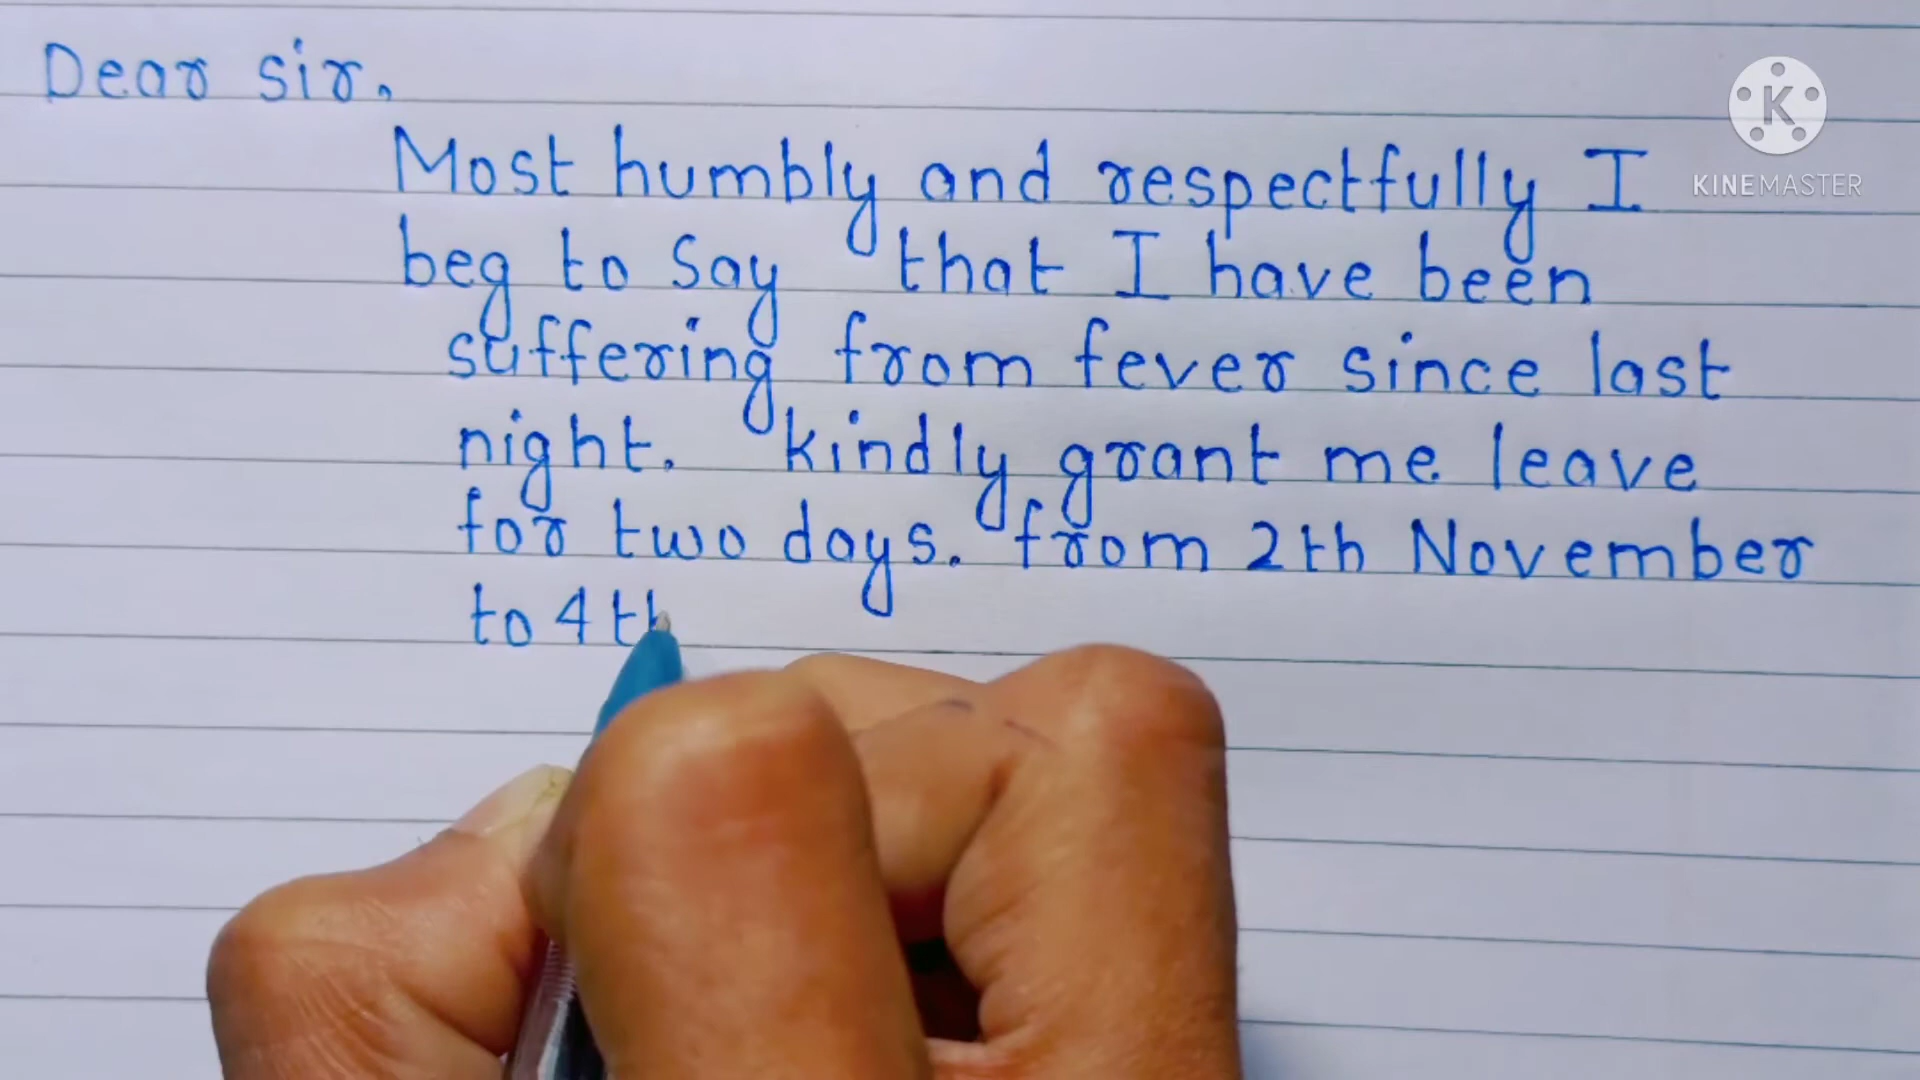 Dear sir,
Most humbly and respectfully I
beg to say that I have been
suffering from fever since last
night. kindly grant me leave
for two days. from 2th November
to 4th
K
KINEMASTER